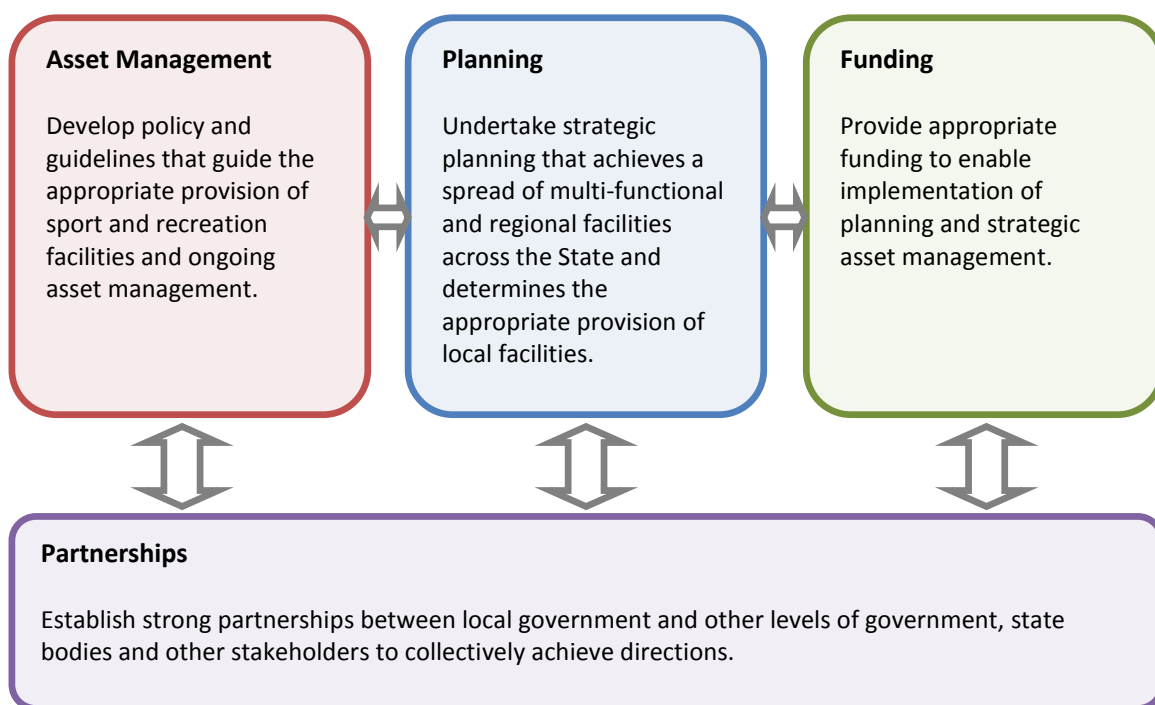 Asset Management
Develop policy and
guidelines that guide the
appropriate provision of
sport and recreation
facilities and ongoing
asset management.
Planning
Undertake strategic
planning that achieves a
spread of multi-functional
and regional facilities
across the State and
determines the
appropriate provision of
local facilities.
Funding
Provide appropriate
funding to enable
implementation of
planning and strategic
asset management.
Partnerships
Establish strong partnerships between local government and other levels of government, state
bodies and other stakeholders to collectively achieve directions.